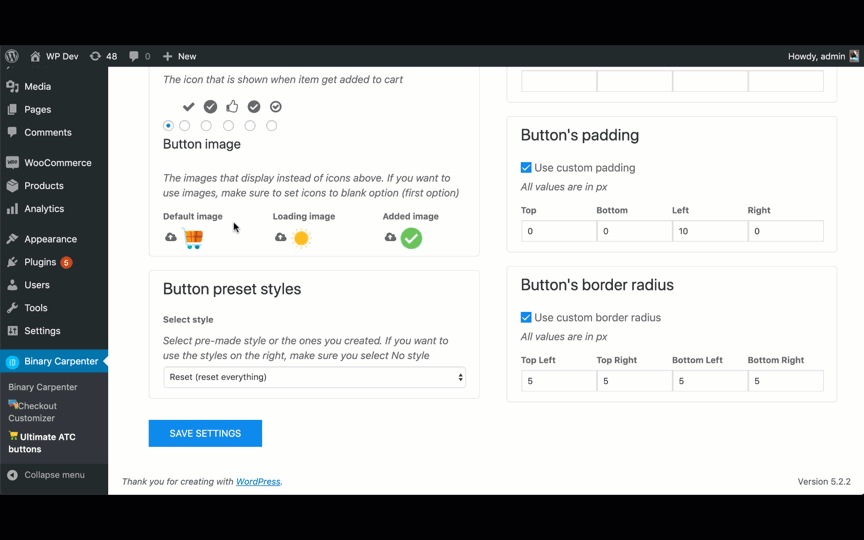 WP Dev
48
0
New
Howdy, admin
Media
Pages
Comments
WooCommerce
Products
Analytics
Appearance
Plugins 5
Users
Tools
Settings
Binary Carpenter
Binary Carpenter
Checkout
Customizer
Ultimate ATC
buttons
Collapse menu
The icon that is shown when item get added to cart
Button image
The images that display instead of icons above. If you want to
use images, make sure to set icons to blank option (first option)
Default image Loading image Added image
Button preset styles
Select style
Select pre-made style or the ones you created. If you want to
use the styles on the right, make sure you select No style
Reset (reset everything)
SAVE SETTINGS
Button's padding
Use custom padding
All values are in px
Top Bottom Left Right
0 0 10 0
Button's border radius
Use custom border radius
All values are in px
Top Left Top Right Bottom Left Bottom Right
5 5 5 5
Thank you for creating with WordPress.
Version 5.2.2